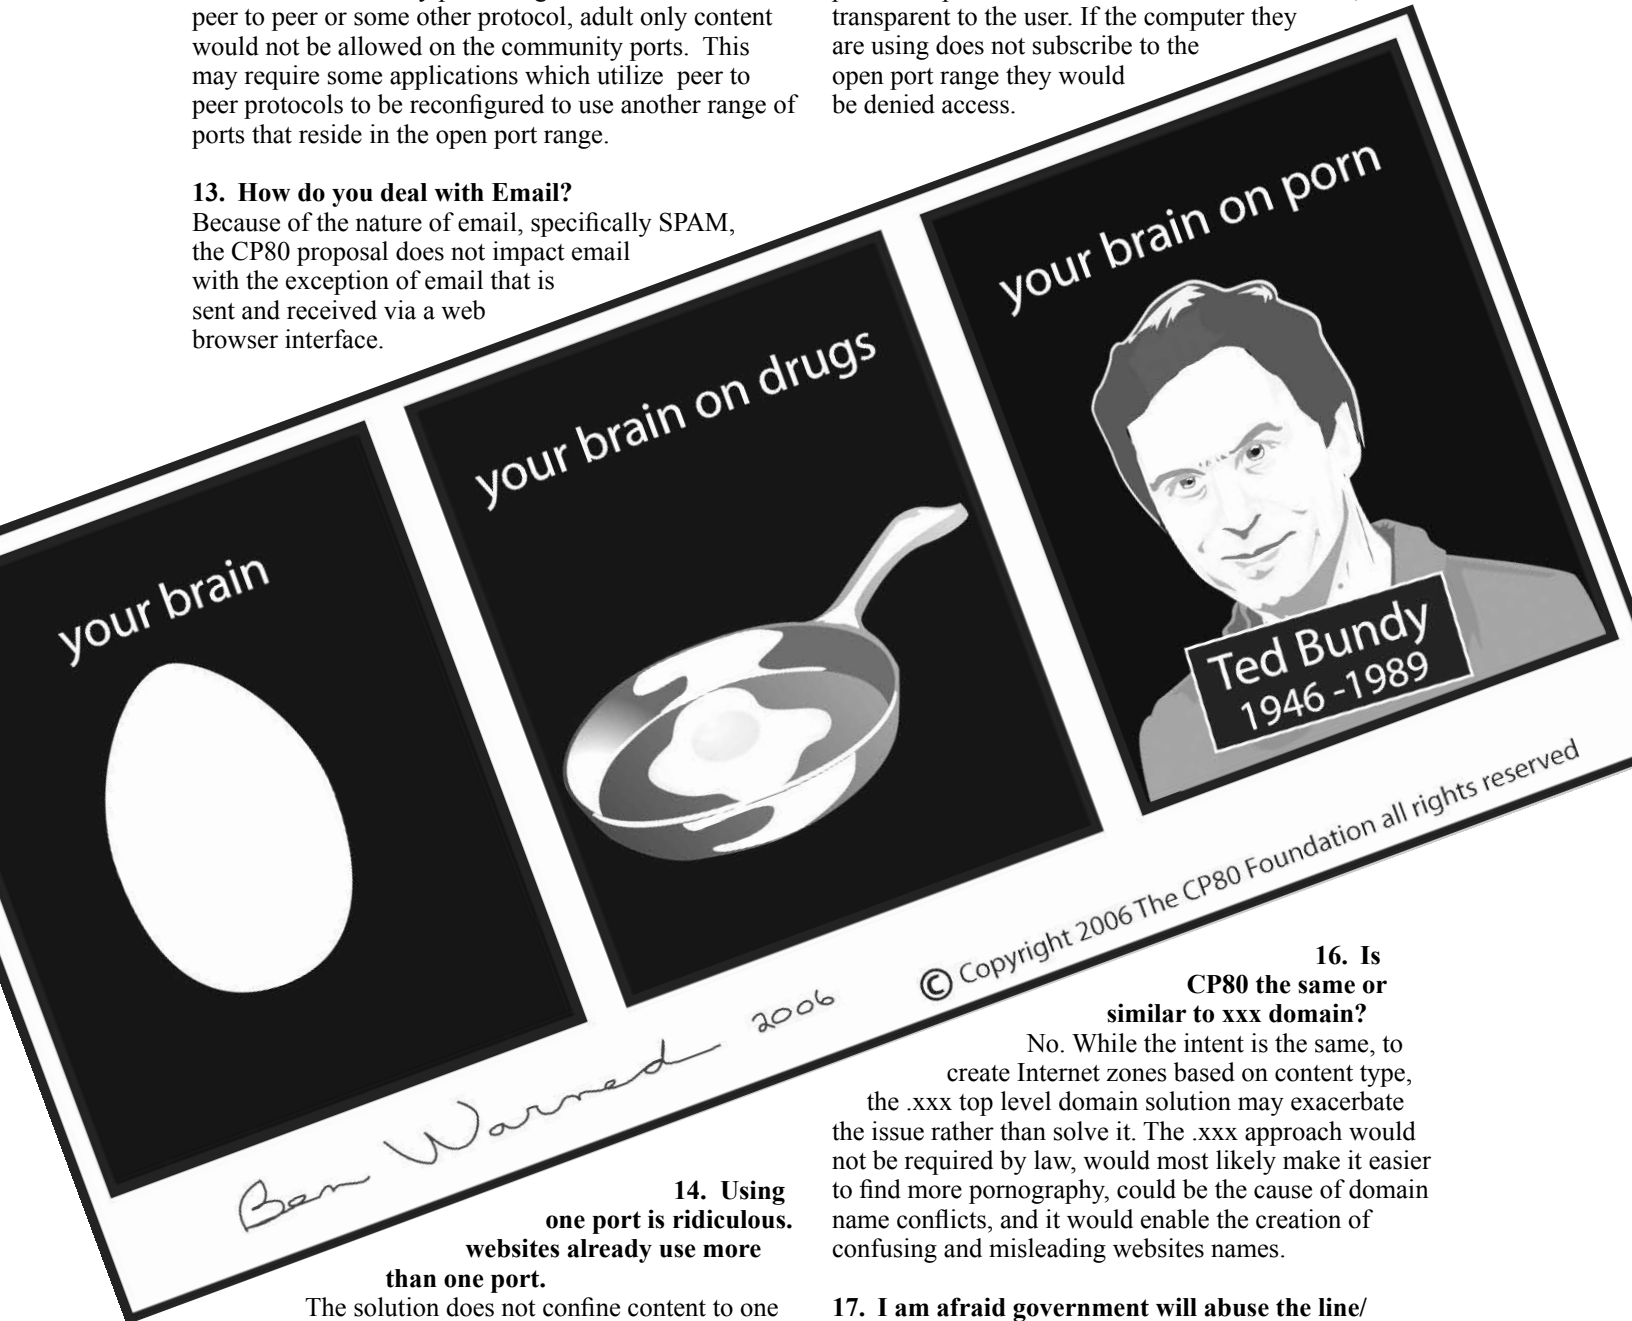 peer to peer or some other protocol, adult only content
would not be allowed on the community ports. This
may require some applications which utilize peer to
peer protocols to be reconfigured to use another range of
ports that reside in the open port range.
13. How do you deal with Email?
Because of the nature of email, specifically SPAM,
the CP80 proposal does not impact email
with the exception of email that is
sent and received via a web
browser interface.
your brain
your brain on drugs
your brain on porn
Ted Bundy
1946 -1989
Ben Warned 2006
© Copyright 2006 The CP80 Foundation all rights reserved
14. Using
one port is ridiculous.
websites already use more
than one port.
The solution does not confine content to one
transparent to the user. If the computer they
are using does not subscribe to the
open port range they would
be denied access.
16. Is
CP80 the same or
similar to xxx domain?
No. While the intent is the same, to
create Internet zones based on content type,
the .xxx top level domain solution may exacerbate
the issue rather than solve it. The .xxx approach would
not be required by law, would most likely make it easier
to find more pornography, could be the cause of domain
name conflicts, and it would enable the creation of
confusing and misleading websites names.
17. I am afraid government will abuse the line/